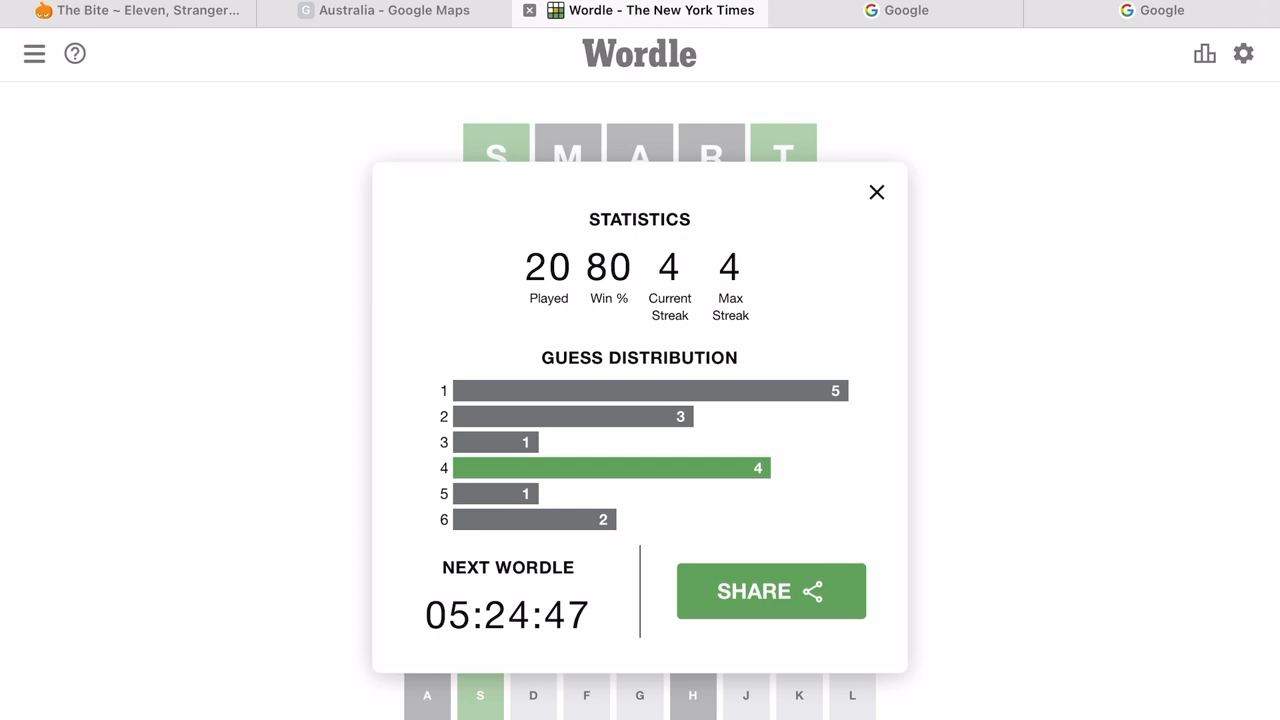 The Bite ~ Eleven, Stranger...
G Australia - Google Maps
Wordle - The New York Times
G Google
G Google
Wordle
S M A R T
STATISTICS
20 80 4 4
Played Win % Current Streak Max Streak
GUESS DISTRIBUTION
1 5
2 3
3 1
4 4
5 1
6 2
NEXT WORDLE
05:24:47
SHARE
A S D F G H J K L